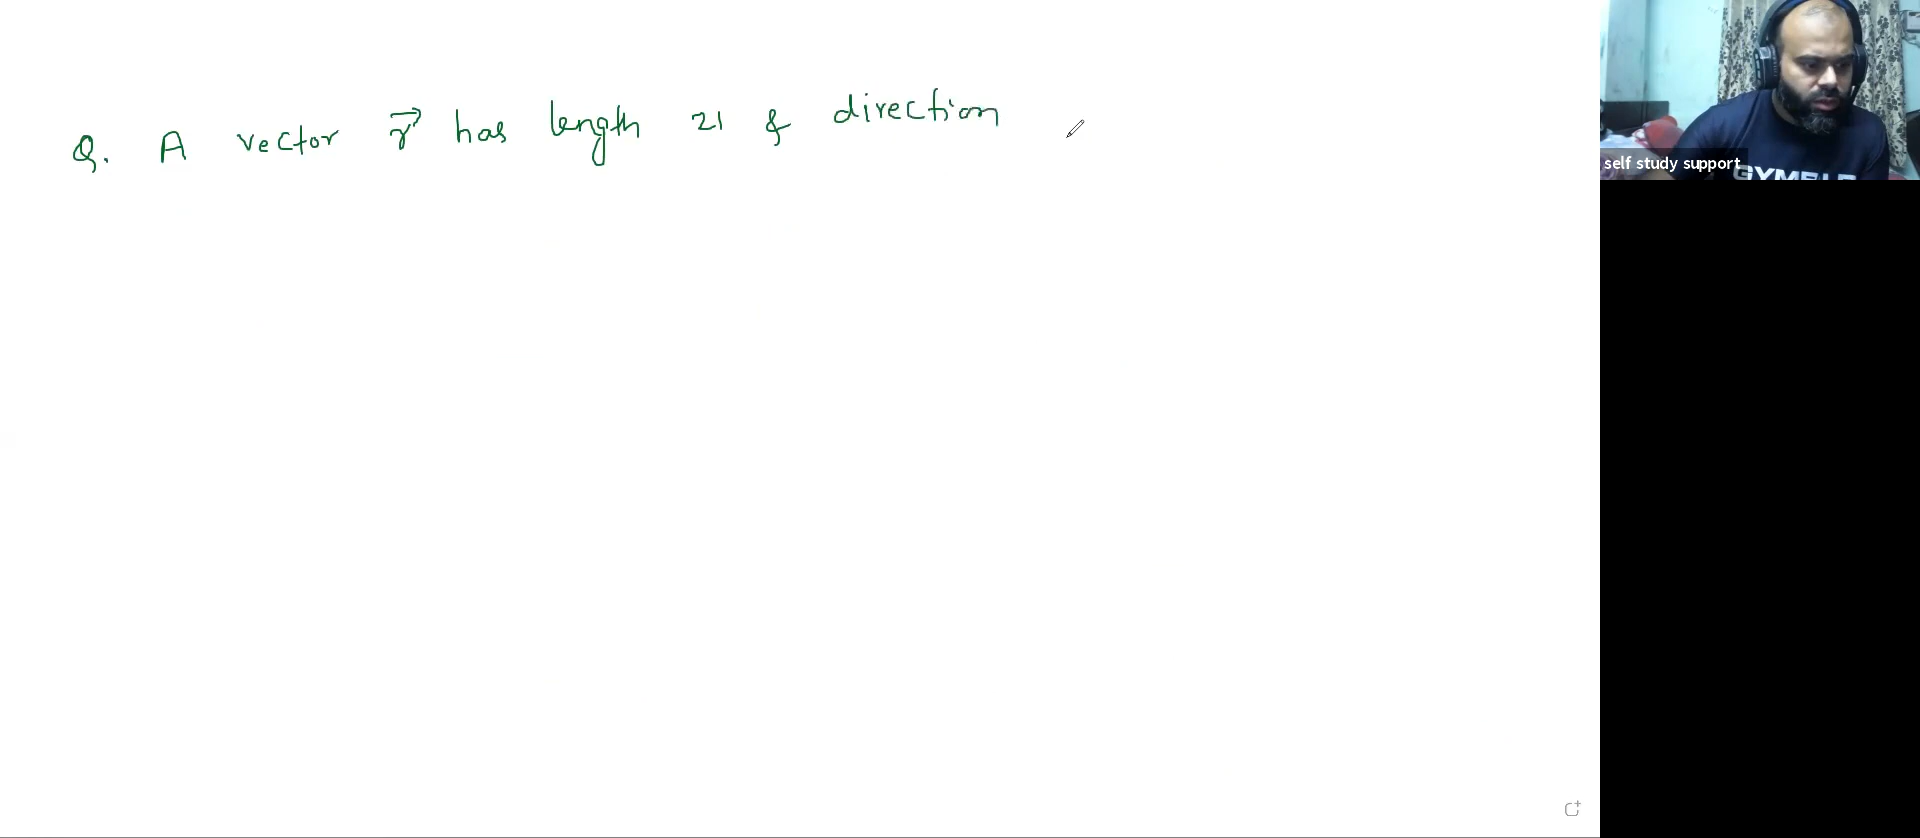 Q. A vector r⃗ has length 21 & direction
self study support